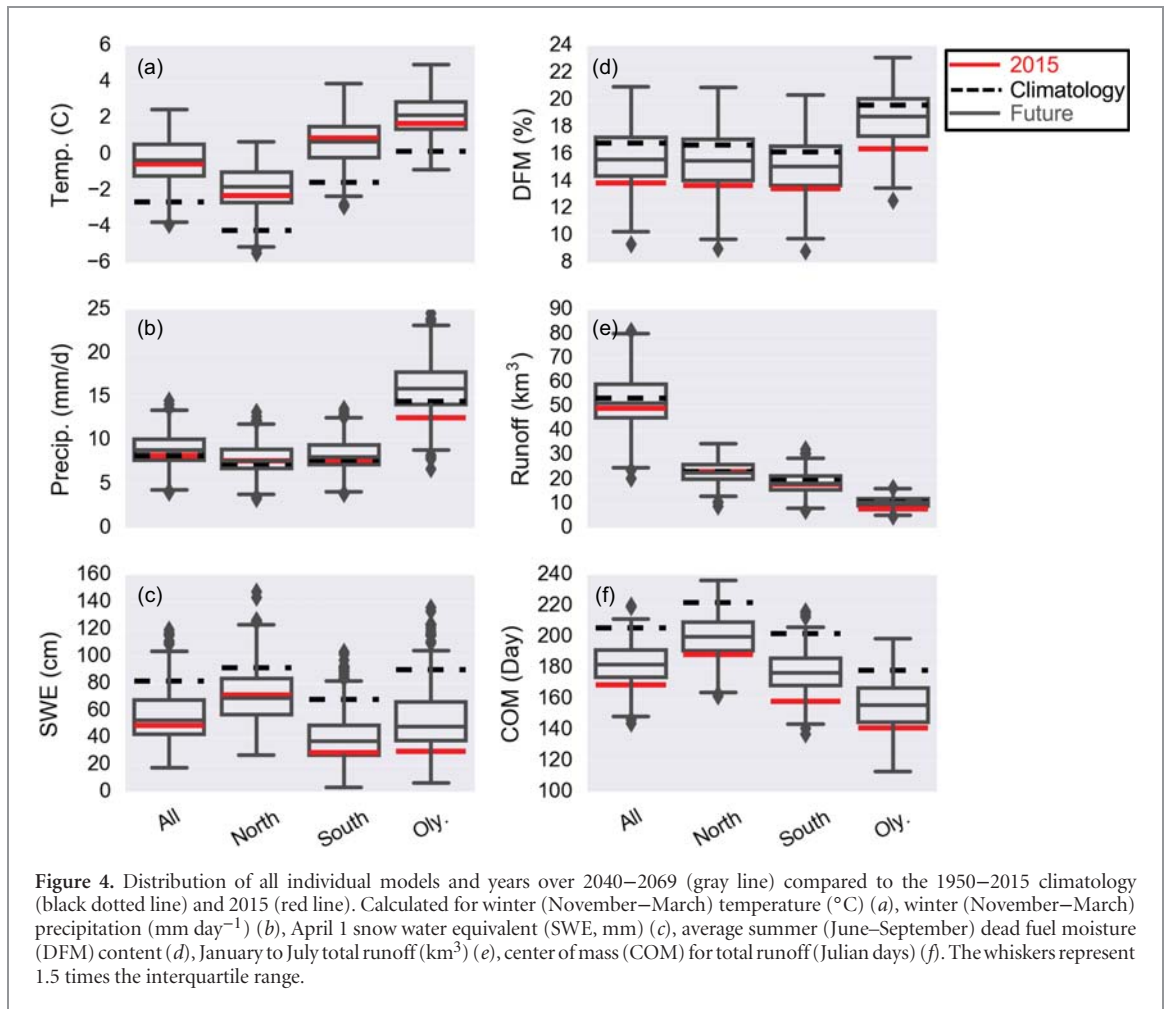 6
4
2
0
−2
−4
−6
Temp. (C)
(a)
24
22
20
18
16
14
12
10
8
DFM (%)
(d)
2015
Climatology
Future
25
20
15
10
5
0
Precip. (mm/d)
(b)
90
80
70
60
50
40
30
20
10
0
Runoff (km³)
(e)
160
140
120
100
80
60
40
20
0
SWE (cm)
(c)
All
North
South
Oly.
240
220
200
180
160
140
120
100
COM (Day)
(f)
All
North
South
Oly.
Figure 4. Distribution of all individual models and years over 2040−2069 (gray line) compared to the 1950−2015 climatology
(black dotted line) and 2015 (red line). Calculated for winter (November−March) temperature (°C) (a), winter (November−March)
precipitation (mm day⁻¹) (b), April 1 snow water equivalent (SWE, mm) (c), average summer (June–September) dead fuel moisture
(DFM) content (d), January to July total runoff (km³) (e), center of mass (COM) for total runoff (Julian days) (f). The whiskers represent
1.5 times the interquartile range.